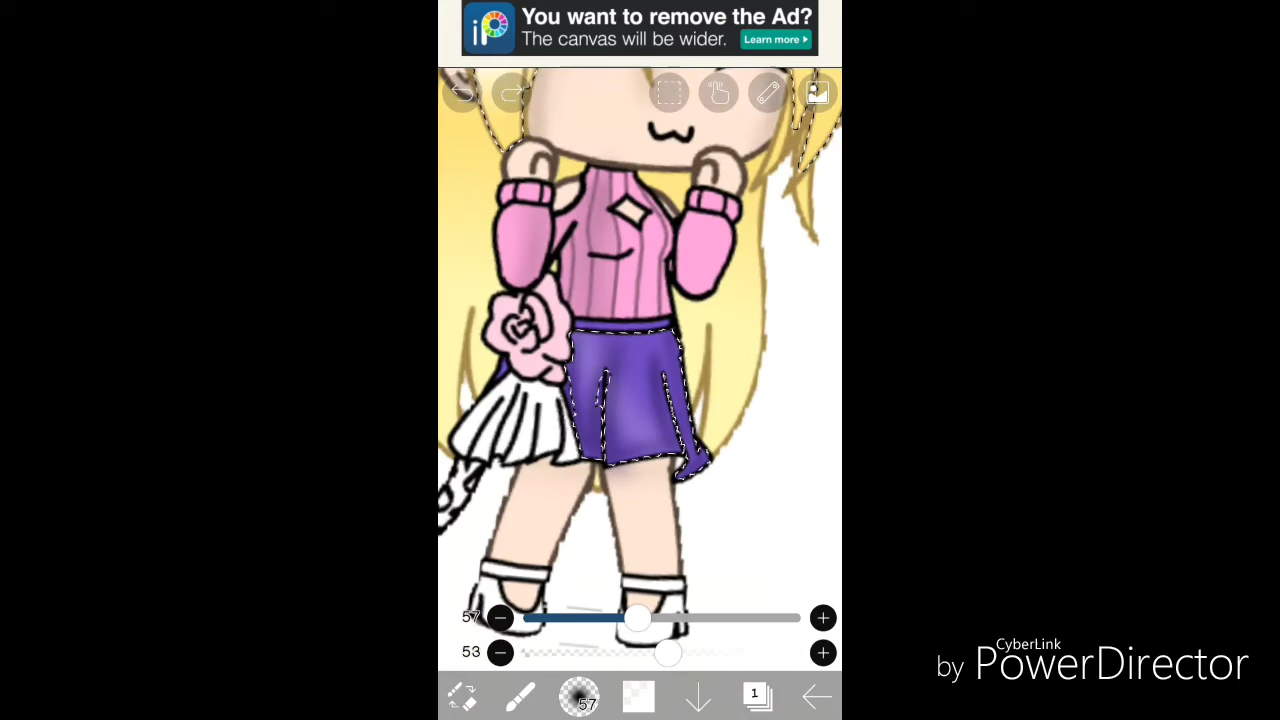 iP
You want to remove the Ad?
The canvas will be wider.
Learn more
57
53
57
1
CyberLink
by PowerDirector